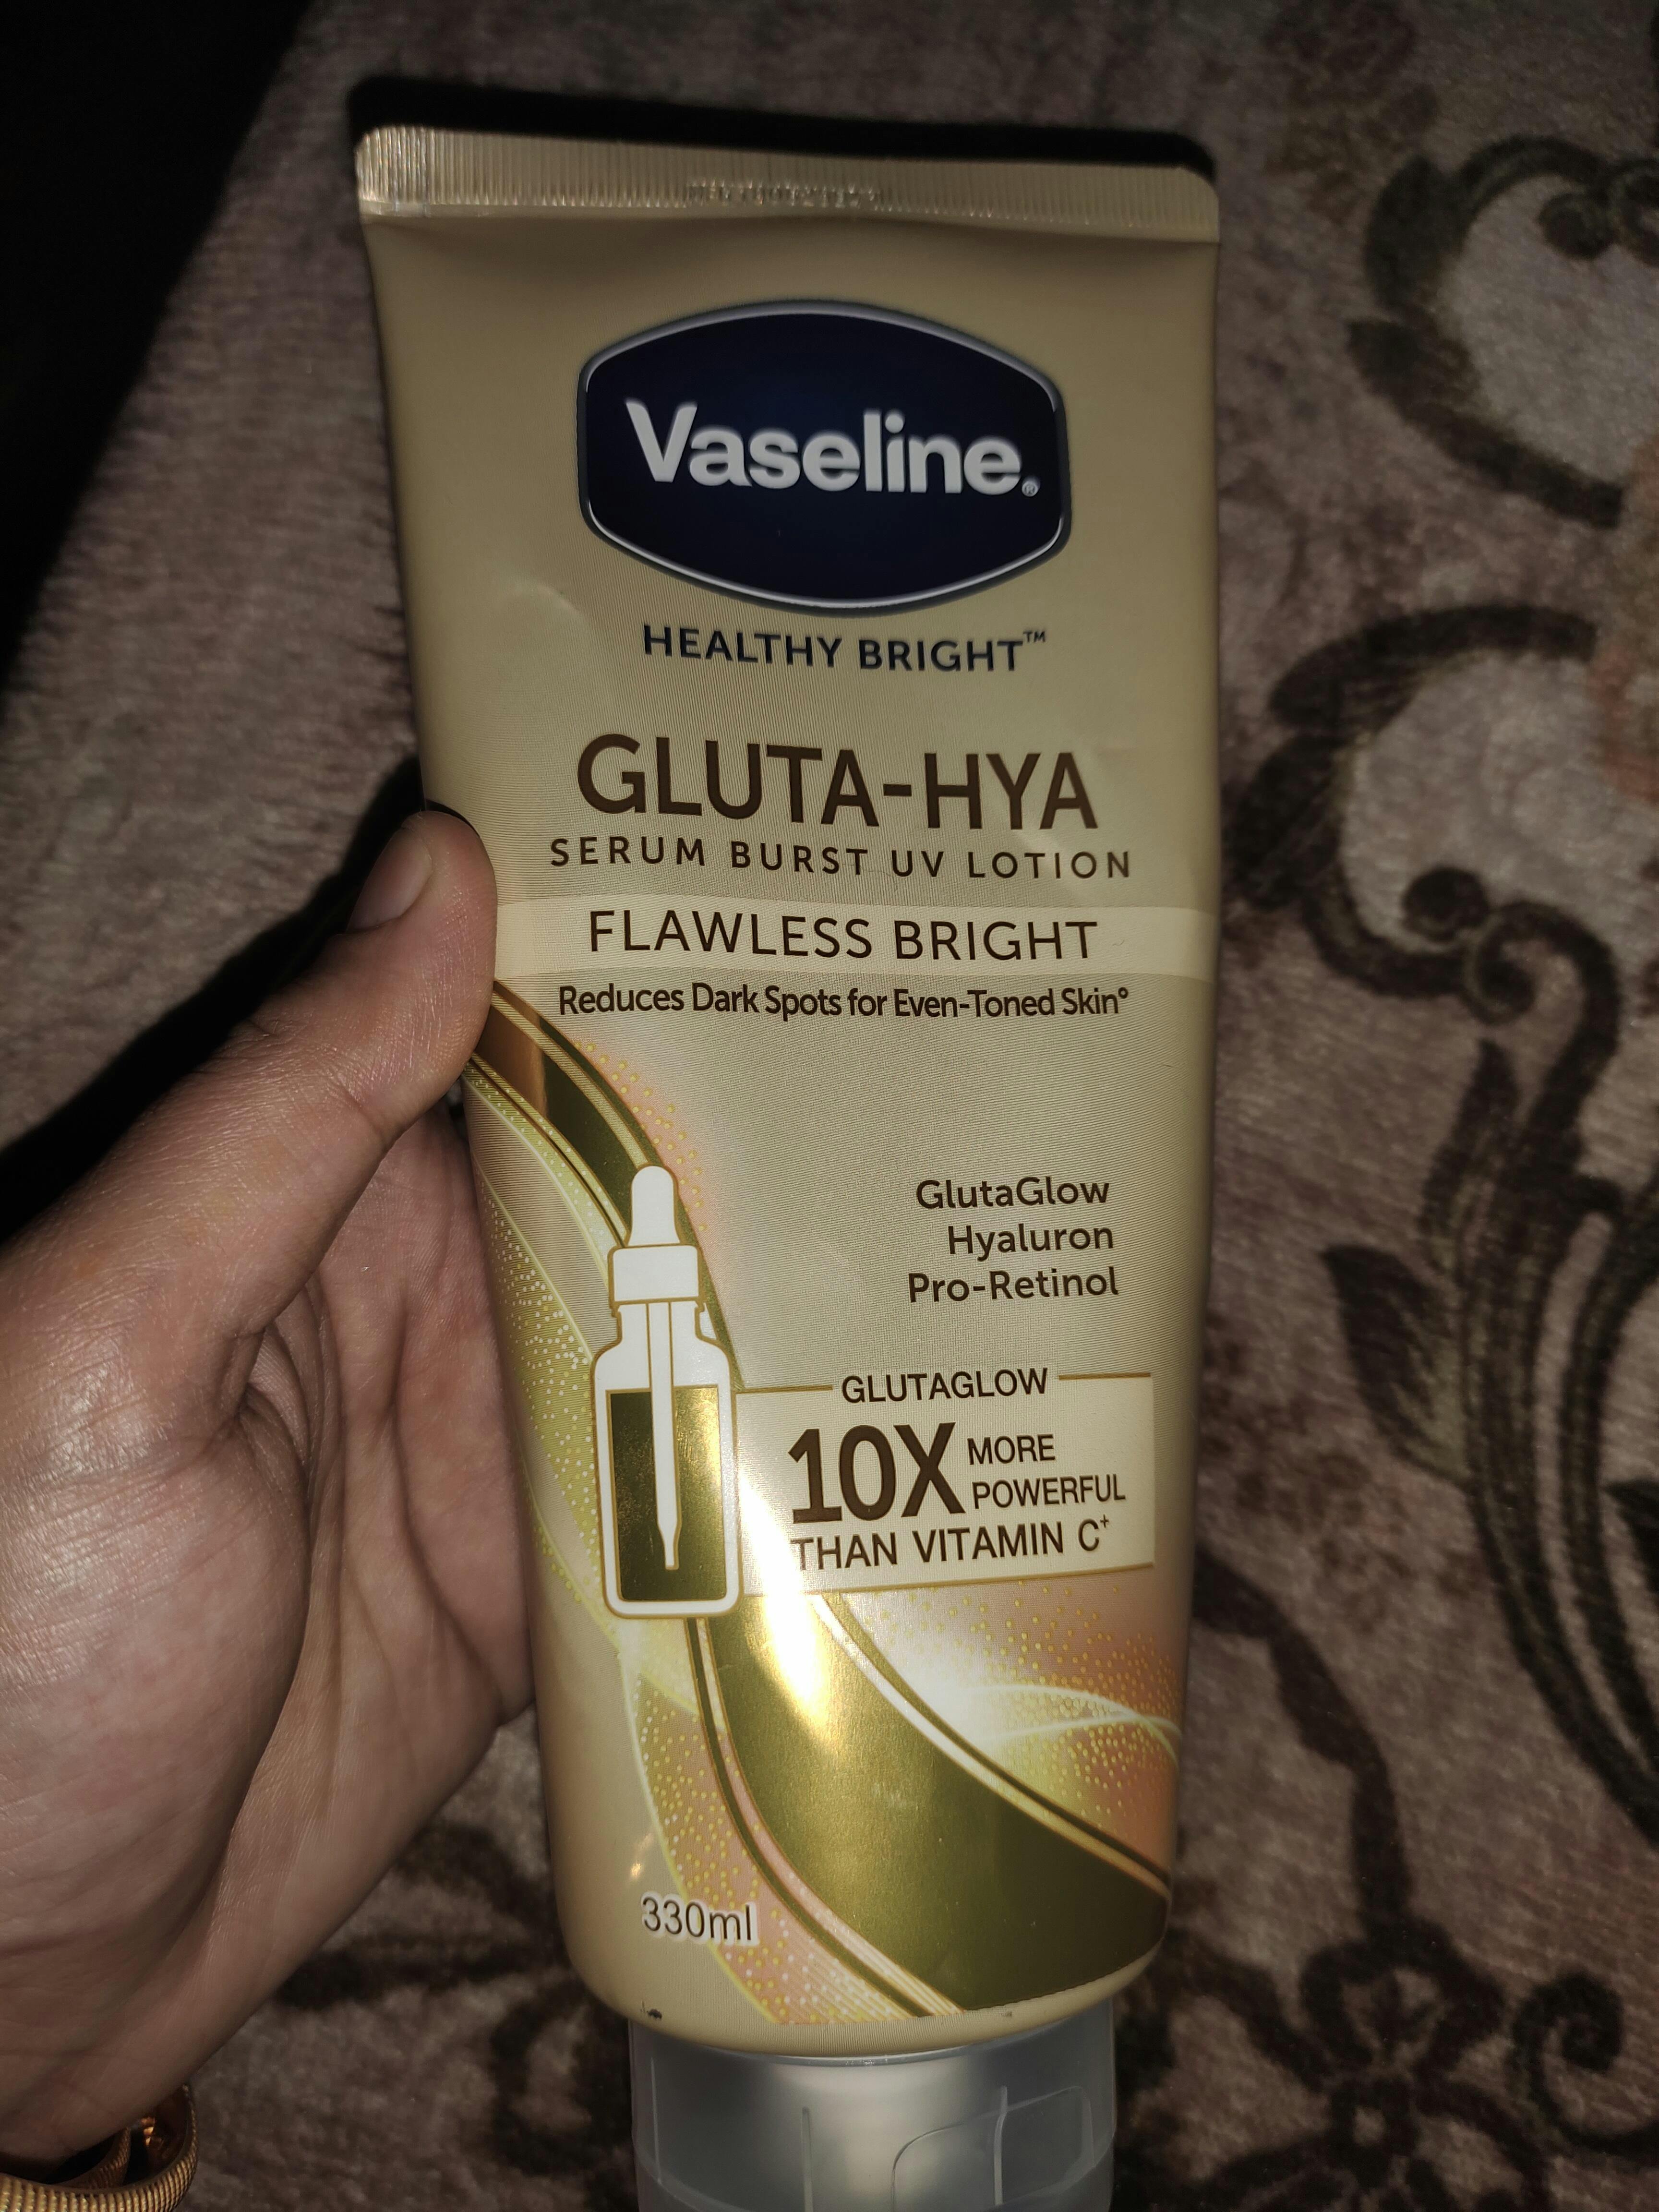 Vaseline®
HEALTHY BRIGHT™
GLUTA-HYA
SERUM BURST UV LOTION
FLAWLESS BRIGHT
Reduces Dark Spots for Even-Toned Skin°
GlutaGlow
Hyaluron
Pro-Retinol
GLUTAGLOW
10X MORE
POWERFUL
THAN VITAMIN C⁺
330ml